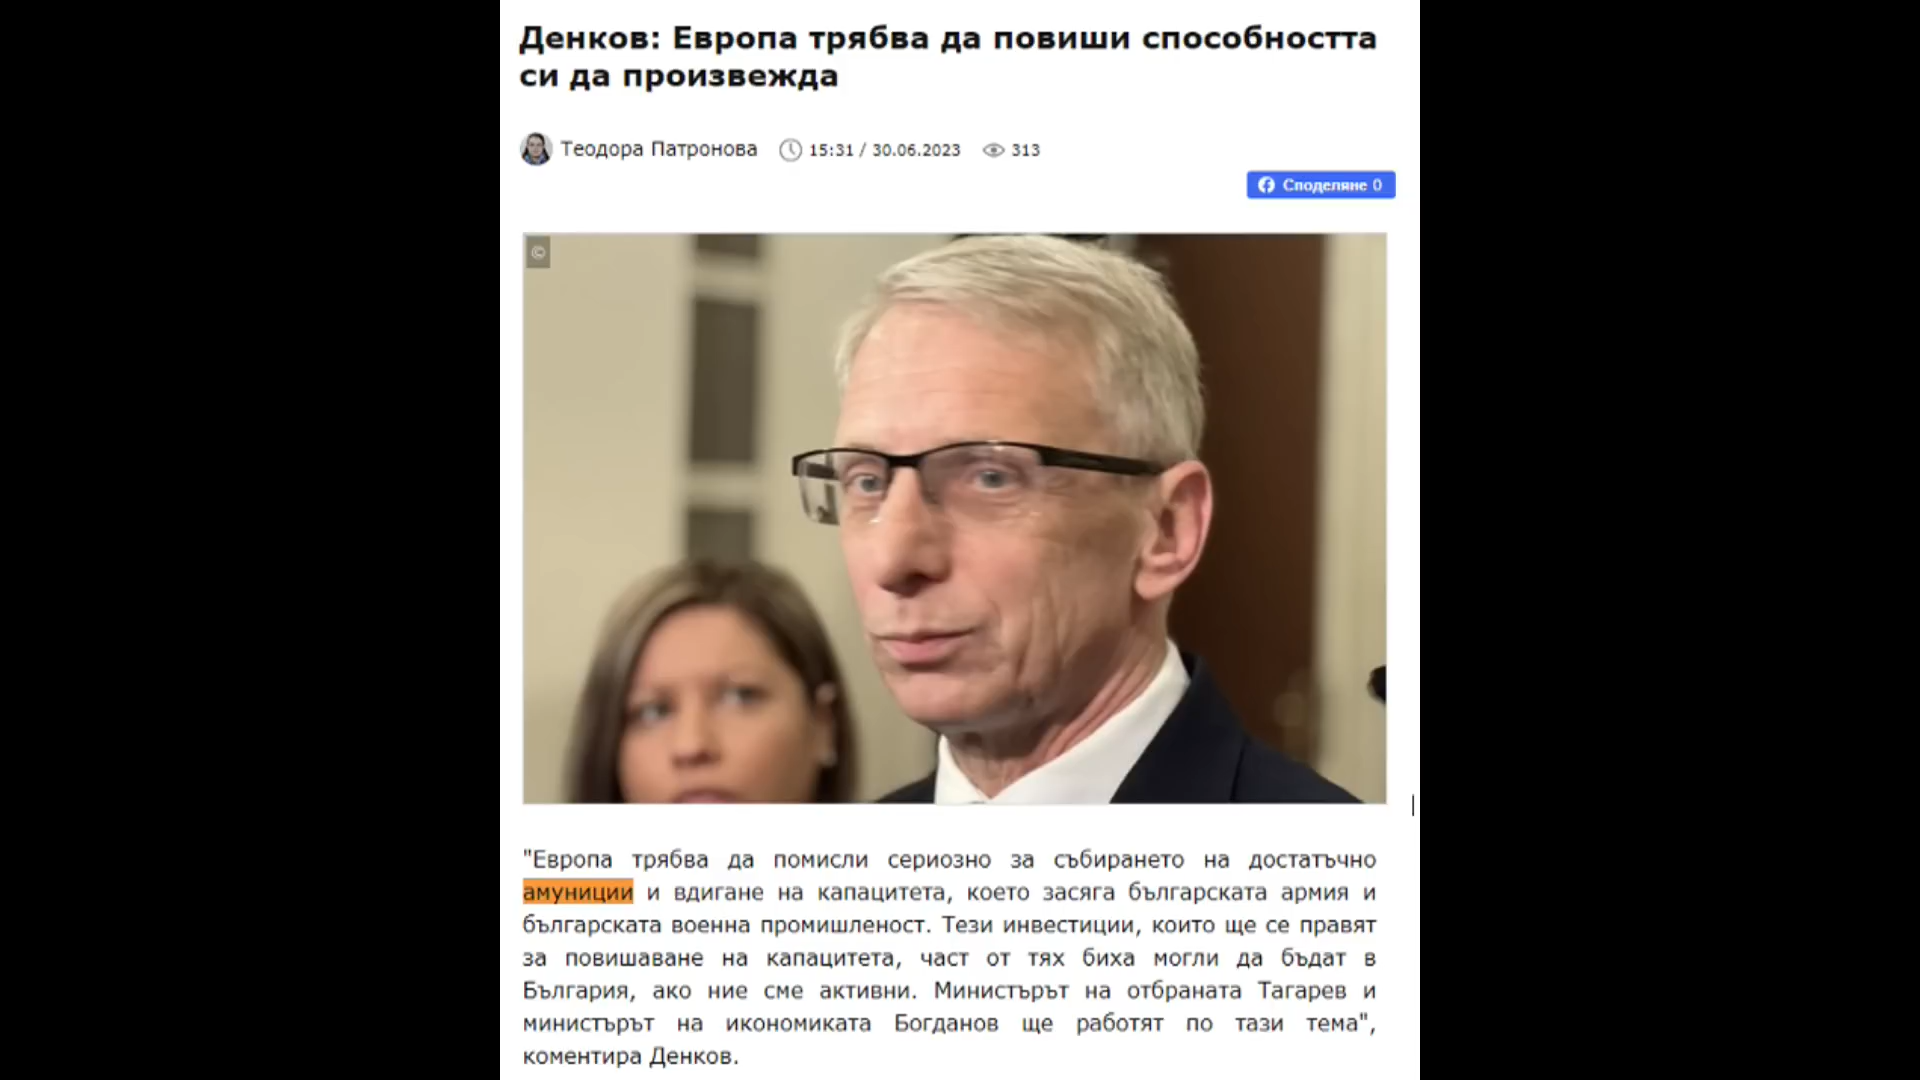 Денков: Европа трябва да повиши способността
си да произвежда
Теодора Патронова 15:31 / 30.06.2023 313
Споделяне 0
©
"Европа трябва да помисли сериозно за събирането на достатъчно
амуниции и вдигане на капацитета, което засяга българската армия и
българската военна промишленост. Тези инвестиции, които ще се правят
за повишаване на капацитета, част от тях биха могли да бъдат в
България, ако ние сме активни. Министърът на отбраната Тагарев и
министърът на икономиката Богданов ще работят по тази тема",
коментира Денков.